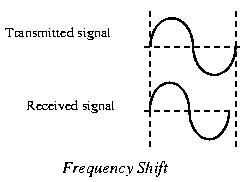 Transmitted signal
Received signal
Frequency Shift